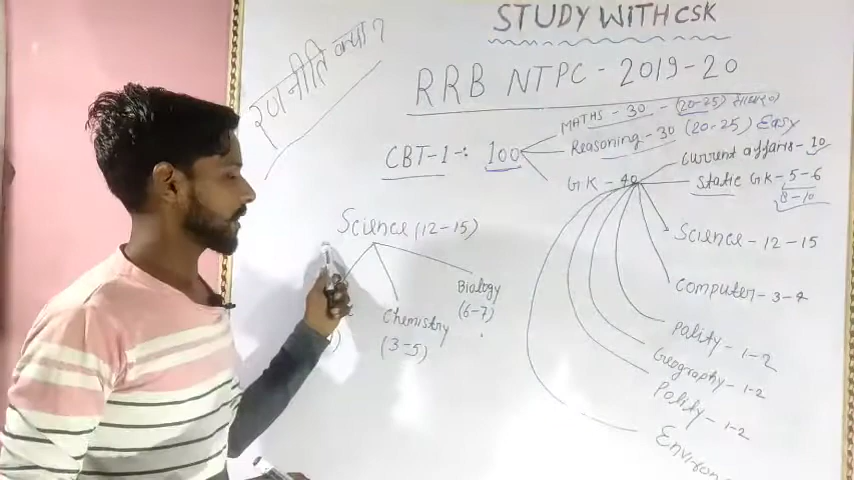 STUDY WITH CSK
रणनीति क्या?
RRB NTPC - 2019-20
CBT-1-: 100
MATHS - 30 - (20-25)
Reasoning - 30 (20-25) Easy
GK - 40
Current affairs - 10
Static GK - 5-6
8-10
Science - 12-15
Computer - 3-4
Pality - 1-2
Geography - 1-2
Polity - 1-2
Environ
Science (12-15)
Chemistry
(3-5)
Biology
(6-7)